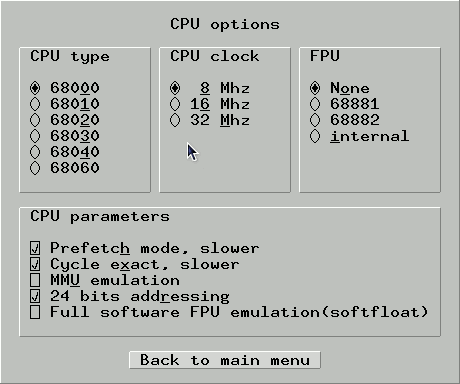 CPU options
CPU type
68000
68010
68020
68030
68040
68060
CPU clock
8 Mhz
16 Mhz
32 Mhz
FPU
None
68881
68882
internal
CPU parameters
Prefetch mode, slower
Cycle exact, slower
MMU emulation
24 bits addressing
Full software FPU emulation(softfloat)
Back to main menu